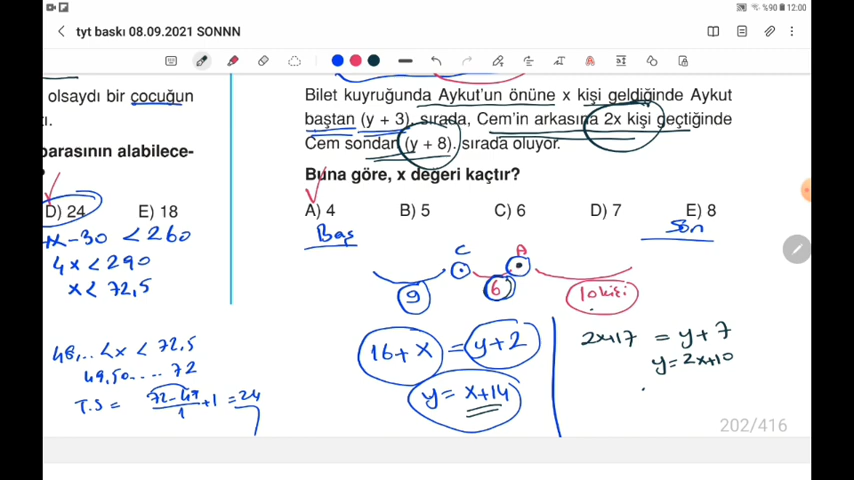 %90 12:00
tyt baskı 08.09.2021 SONNN
olsaydı bir çocuğun
parasının alabilece-
D) 24 E) 18
x-30 < 260
4x < 290
x < 72,5
48,... < x < 72,5
49,50 .... 72
T.S = 72-49 / 1 + 1 = 24
Bilet kuyruğunda Aykut'un önüne x kişi geldiğinde Aykut
baştan (y + 3). sırada, Cem'in arkasına 2x kişi geçtiğinde
Cem sondan (y + 8). sırada oluyor.
Buna göre, x değeri kaçtır?
A) 4 B) 5 C) 6 D) 7 E) 8
Baş Son
C A
9 6 10 kişi
16+x = y+2
y = x+14
2x+17 = y+7
y = 2x+10
202/416